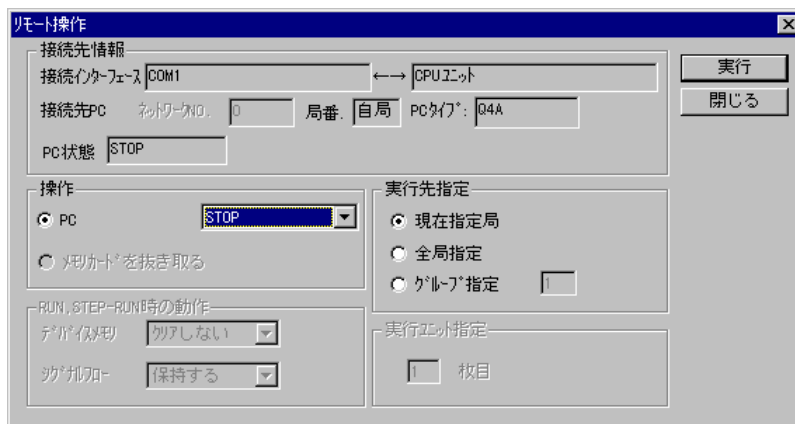 リモート操作
接続先情報
接続インターフェース COM1 ←→ CPUユニット
接続先PC ネットワークNO. 0 局番. 自局 PCタイプ: Q4A
PC状態 STOP
実行
閉じる
操作
PC STOP
メモリカードを抜き取る
実行先指定
現在指定局
全局指定
グループ指定 1
RUN,STEP-RUN時の動作
デバイスメモリ クリアしない
シグナルフロー 保持する
実行ユニット指定
1 枚目